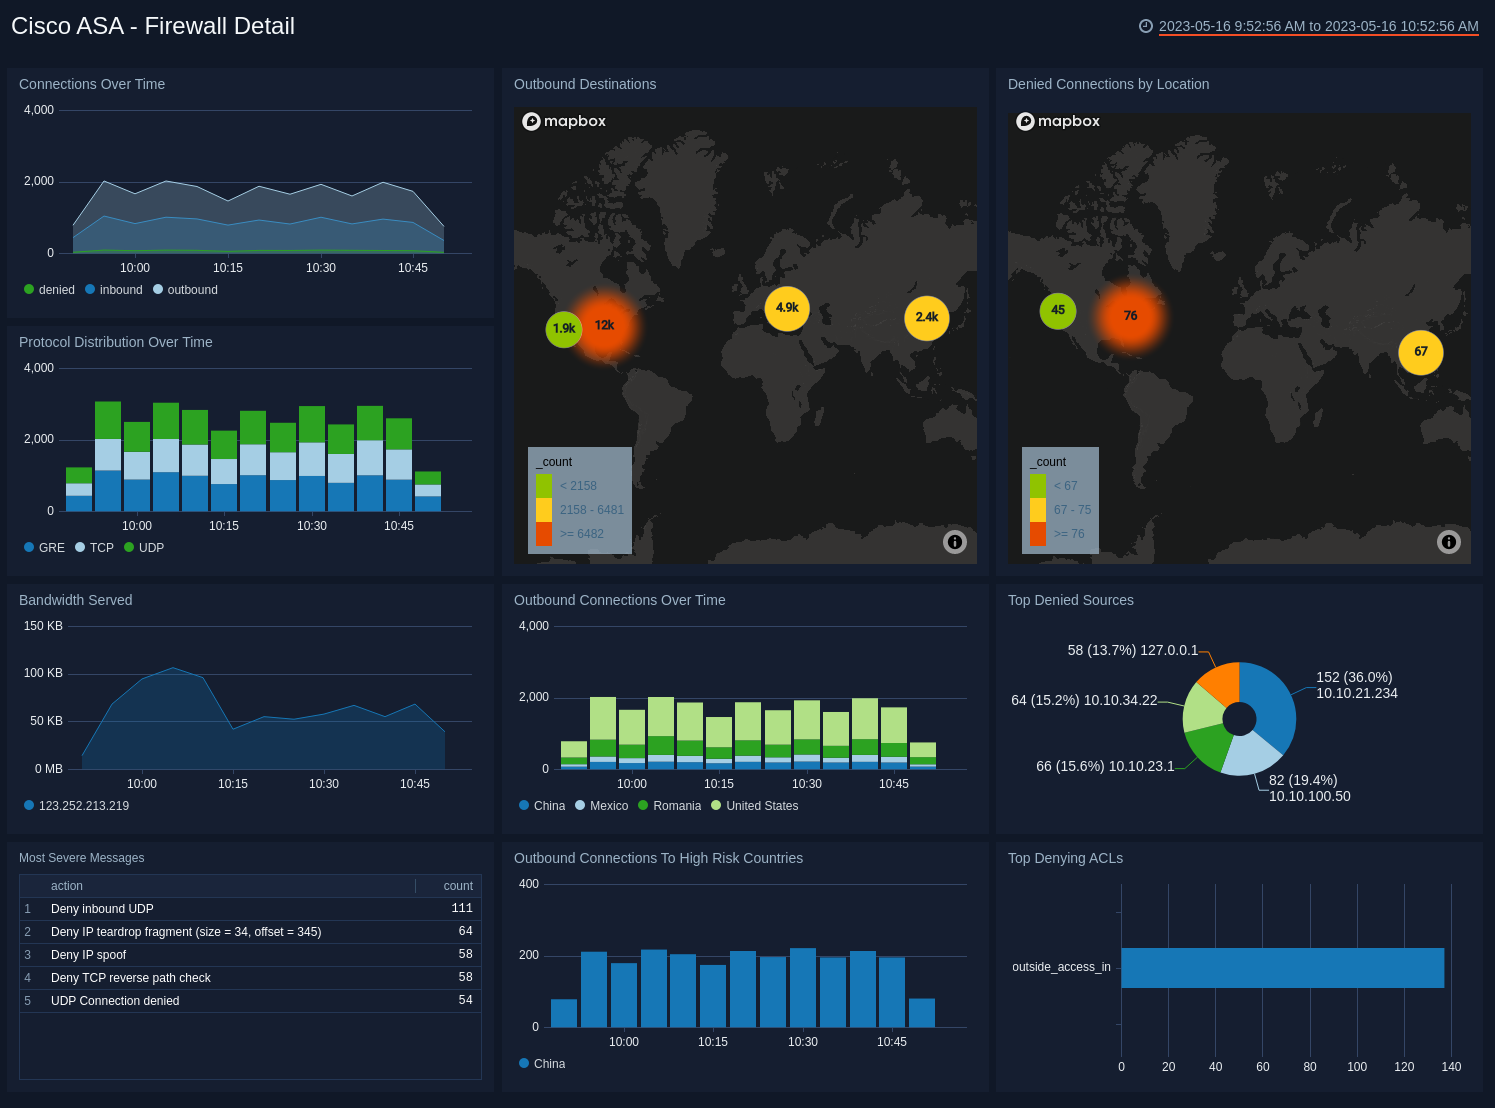 Cisco ASA - Firewall Detail
2023-05-16 9:52:56 AM to 2023-05-16 10:52:56 AM
Connections Over Time
4,000
2,000
0
10:00 10:15 10:30 10:45
denied inbound outbound
Outbound Destinations
mapbox
1.9k 12k 4.9k 2.4k
_count
< 2158
2158 - 6481
>= 6482
Denied Connections by Location
mapbox
45 76 67
_count
< 67
67 - 75
>= 76
Protocol Distribution Over Time
4,000
2,000
0
10:00 10:15 10:30 10:45
GRE TCP UDP
Bandwidth Served
150 KB
100 KB
50 KB
0 MB
10:00 10:15 10:30 10:45
123.252.213.219
Outbound Connections Over Time
4,000
2,000
0
10:00 10:15 10:30 10:45
China Mexico Romania United States
Top Denied Sources
58 (13.7%) 127.0.0.1
152 (36.0%)
10.10.21.234
64 (15.2%) 10.10.34.22
66 (15.6%) 10.10.23.1
82 (19.4%)
10.10.100.50
Most Severe Messages
action count
1 Deny inbound UDP 111
2 Deny IP teardrop fragment (size = 34, offset = 345) 64
3 Deny IP spoof 58
4 Deny TCP reverse path check 58
5 UDP Connection denied 54
Outbound Connections To High Risk Countries
400
200
0
10:00 10:15 10:30 10:45
China
Top Denying ACLs
outside_access_in
0 20 40 60 80 100 120 140